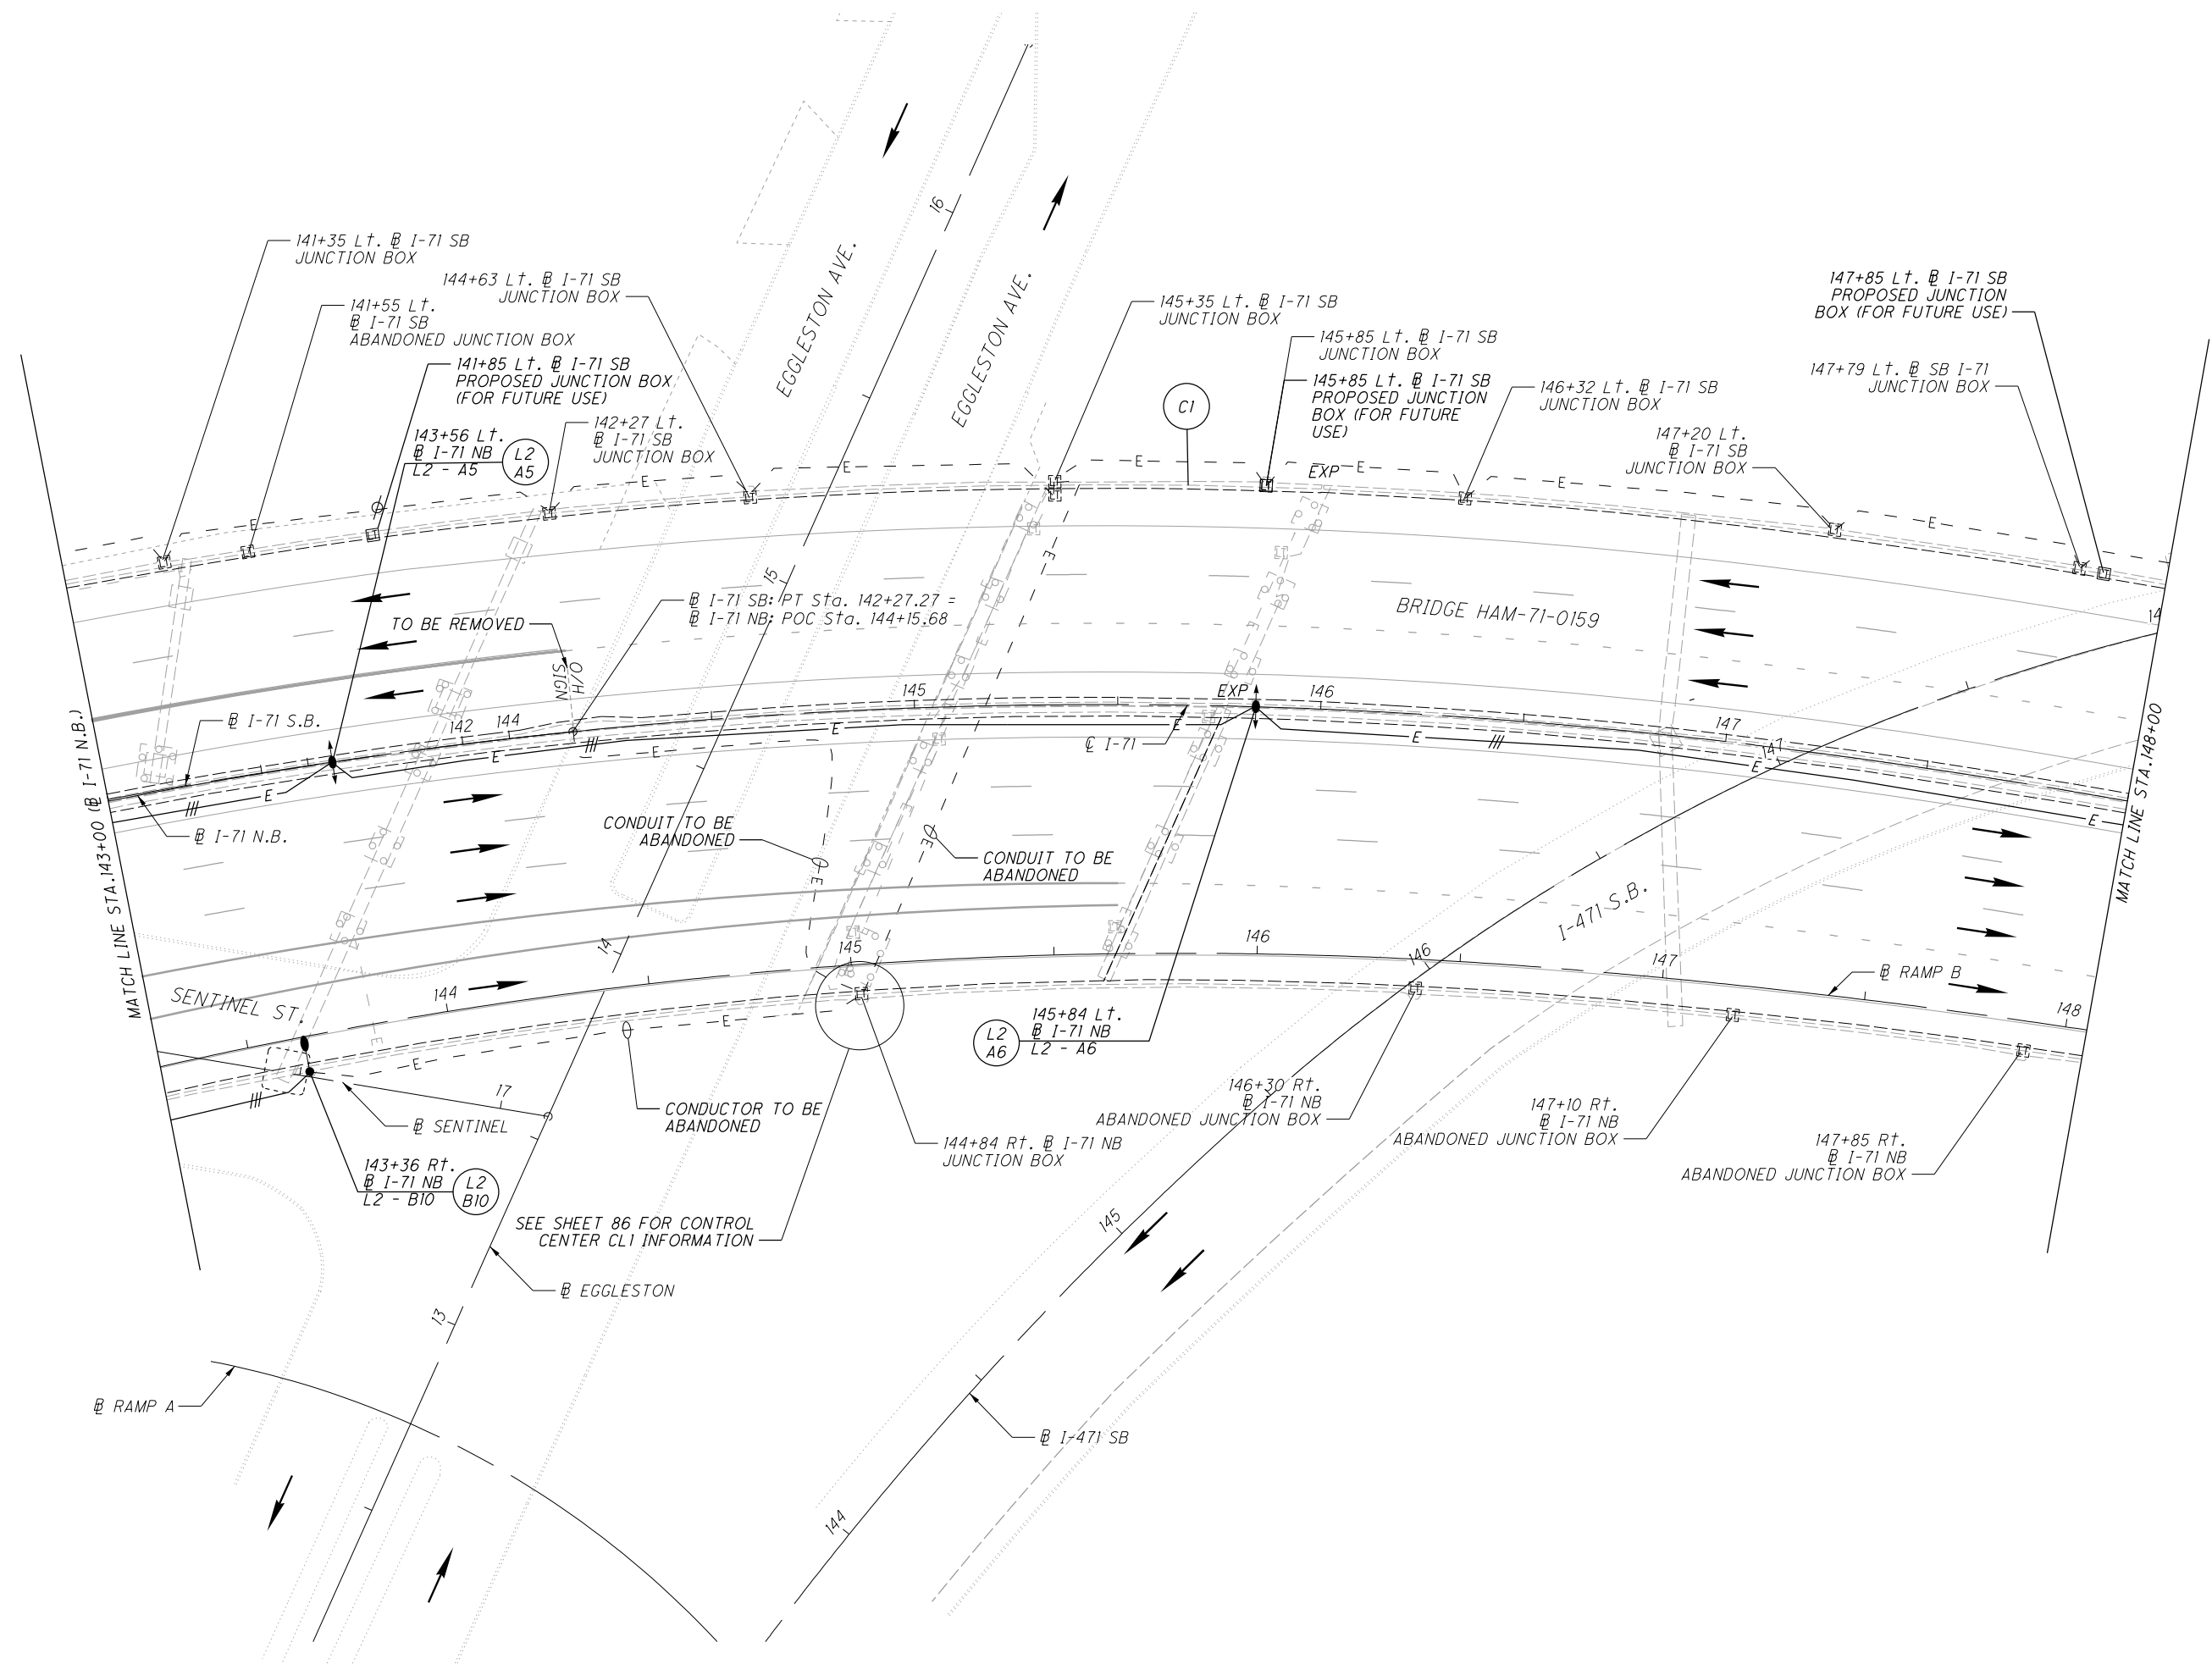 16
EGGLESTON AVE.
EGGLESTON AVE.
141+35 Lt. ℄ I-71 SB
JUNCTION BOX
144+63 Lt. ℄ I-71 SB
JUNCTION BOX
141+55 Lt.
℄ I-71 SB
ABANDONED JUNCTION BOX
141+85 Lt. ℄ I-71 SB
PROPOSED JUNCTION BOX
(FOR FUTURE USE)
143+56 Lt.
℄ I-71 NB
L2 - A5
L2
A5
142+27 Lt.
℄ I-71 SB
JUNCTION BOX
145+35 Lt. ℄ I-71 SB
JUNCTION BOX
145+85 Lt. ℄ I-71 SB
JUNCTION BOX
145+85 Lt. ℄ I-71 SB
PROPOSED JUNCTION
BOX (FOR FUTURE
USE)
C1
146+32 Lt. ℄ I-71 SB
JUNCTION BOX
147+85 Lt. ℄ I-71 SB
PROPOSED JUNCTION
BOX (FOR FUTURE USE)
147+79 Lt. ℄ SB I-71
JUNCTION BOX
147+20 Lt.
℄ I-71 SB
JUNCTION BOX
E
E
E
E
E
E
E
E
EXP
15
E
℄ I-71 SB: PT Sta. 142+27.27 =
℄ I-71 NB: POC Sta. 144+15.68
TO BE REMOVED
O/H
SIGN
BRIDGE HAM-71-0159
14
E
MATCH LINE STA.143+00 (℄ I-71 N.B.)
℄ I-71 S.B.
142
144
145
EXP
146
147
147
℄ I-71 N.B.
℄ I-71
E
E
E
E
E
E
E
E
MATCH LINE STA.148+00
CONDUIT TO BE
ABANDONED
CONDUIT TO BE
ABANDONED
E
E
14
I-471 S.B.
SENTINEL ST.
144
145
146
146
147
148
℄ RAMP B
E
E
E
17
L2
A6
145+84 Lt.
℄ I-71 NB
L2 - A6
146+30 Rt.
℄ I-71 NB
ABANDONED JUNCTION BOX
147+10 Rt.
℄ I-71 NB
ABANDONED JUNCTION BOX
147+85 Rt.
℄ I-71 NB
ABANDONED JUNCTION BOX
℄ SENTINEL
CONDUCTOR TO BE
ABANDONED
144+84 Rt. ℄ I-71 NB
JUNCTION BOX
143+36 Rt.
℄ I-71 NB
L2 - B10
L2
B10
SEE SHEET 86 FOR CONTROL
CENTER CL1 INFORMATION
℄ EGGLESTON
13
145
℄ RAMP A
℄ I-471 SB
144